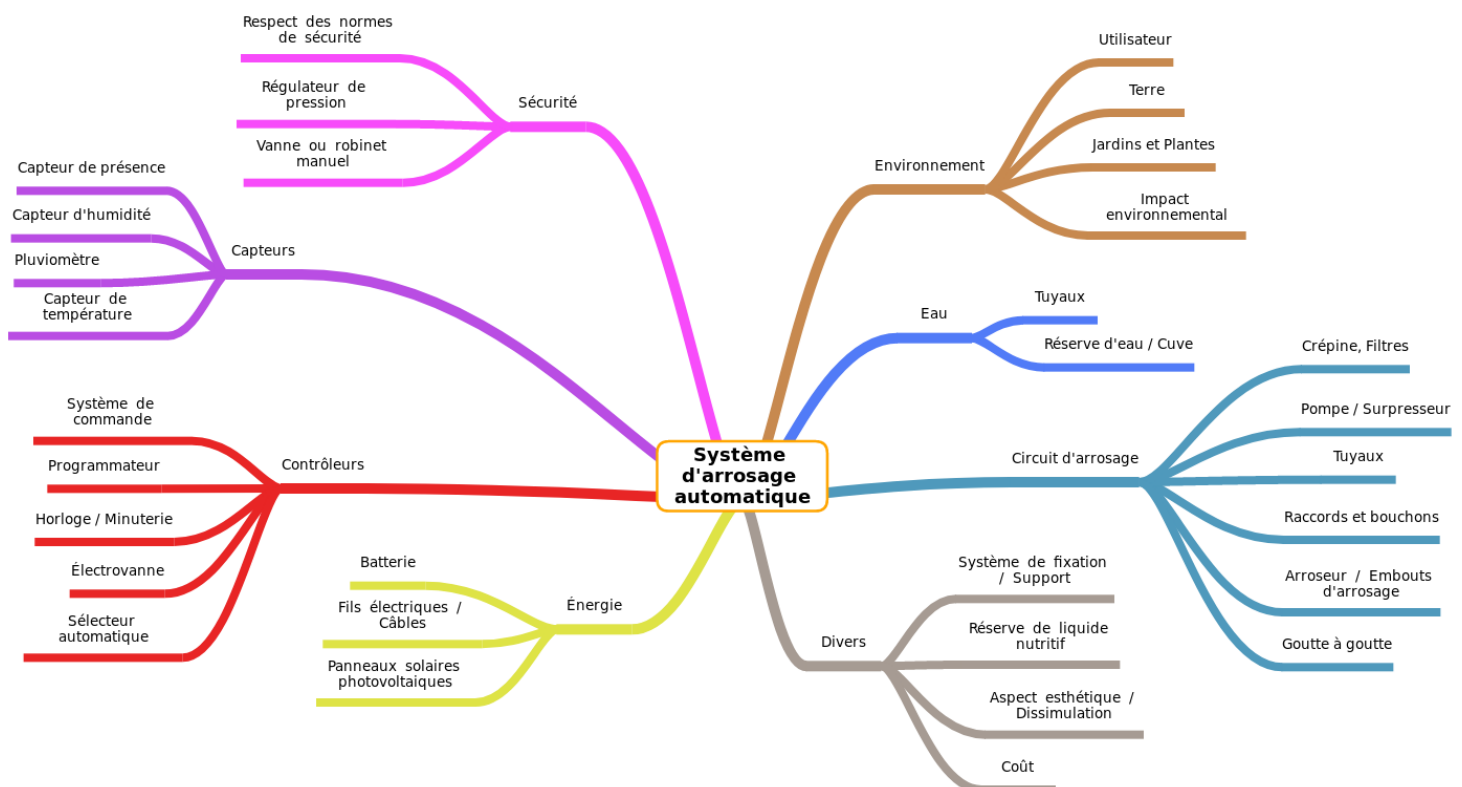 Système
d'arrosage
automatique
Sécurité
Respect des normes
de sécurité
Régulateur de
pression
Vanne ou robinet
manuel
Capteurs
Capteur de présence
Capteur d'humidité
Pluviomètre
Capteur de
température
Contrôleurs
Système de
commande
Programmateur
Horloge / Minuterie
Électrovanne
Sélecteur
automatique
Énergie
Batterie
Fils électriques /
Câbles
Panneaux solaires
photovoltaiques
Environnement
Utilisateur
Terre
Jardins et Plantes
Impact
environnemental
Eau
Tuyaux
Réserve d'eau / Cuve
Circuit d'arrosage
Crépine, Filtres
Pompe / Surpresseur
Tuyaux
Raccords et bouchons
Arroseur / Embouts
d'arrosage
Goutte à goutte
Divers
Système de fixation
/ Support
Réserve de liquide
nutritif
Aspect esthétique /
Dissimulation
Coût